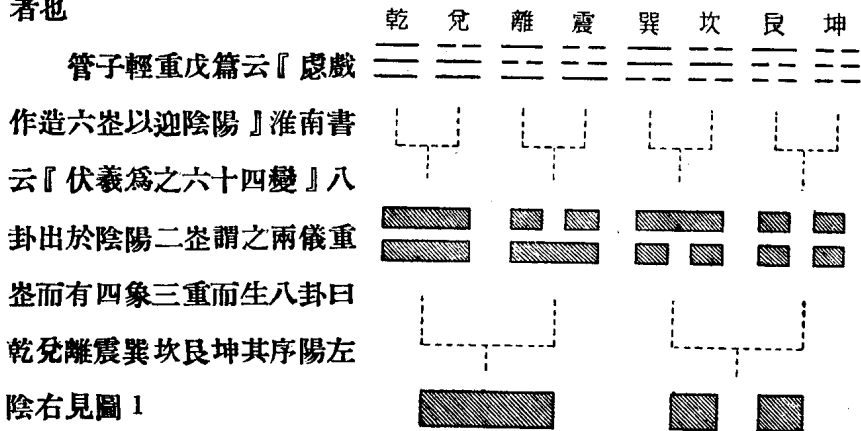 者也
管子輕重戊篇云『虙戲
作造六峜以迎陰陽』淮南書
云『伏羲爲之六十四變』八
卦出於陰陽二峜謂之兩儀重
峜而有四象三重而生八卦曰
乾兌離震巽坎艮坤其序陽左
陰右見圖1
乾 兌 離 震 巽 坎 艮 坤